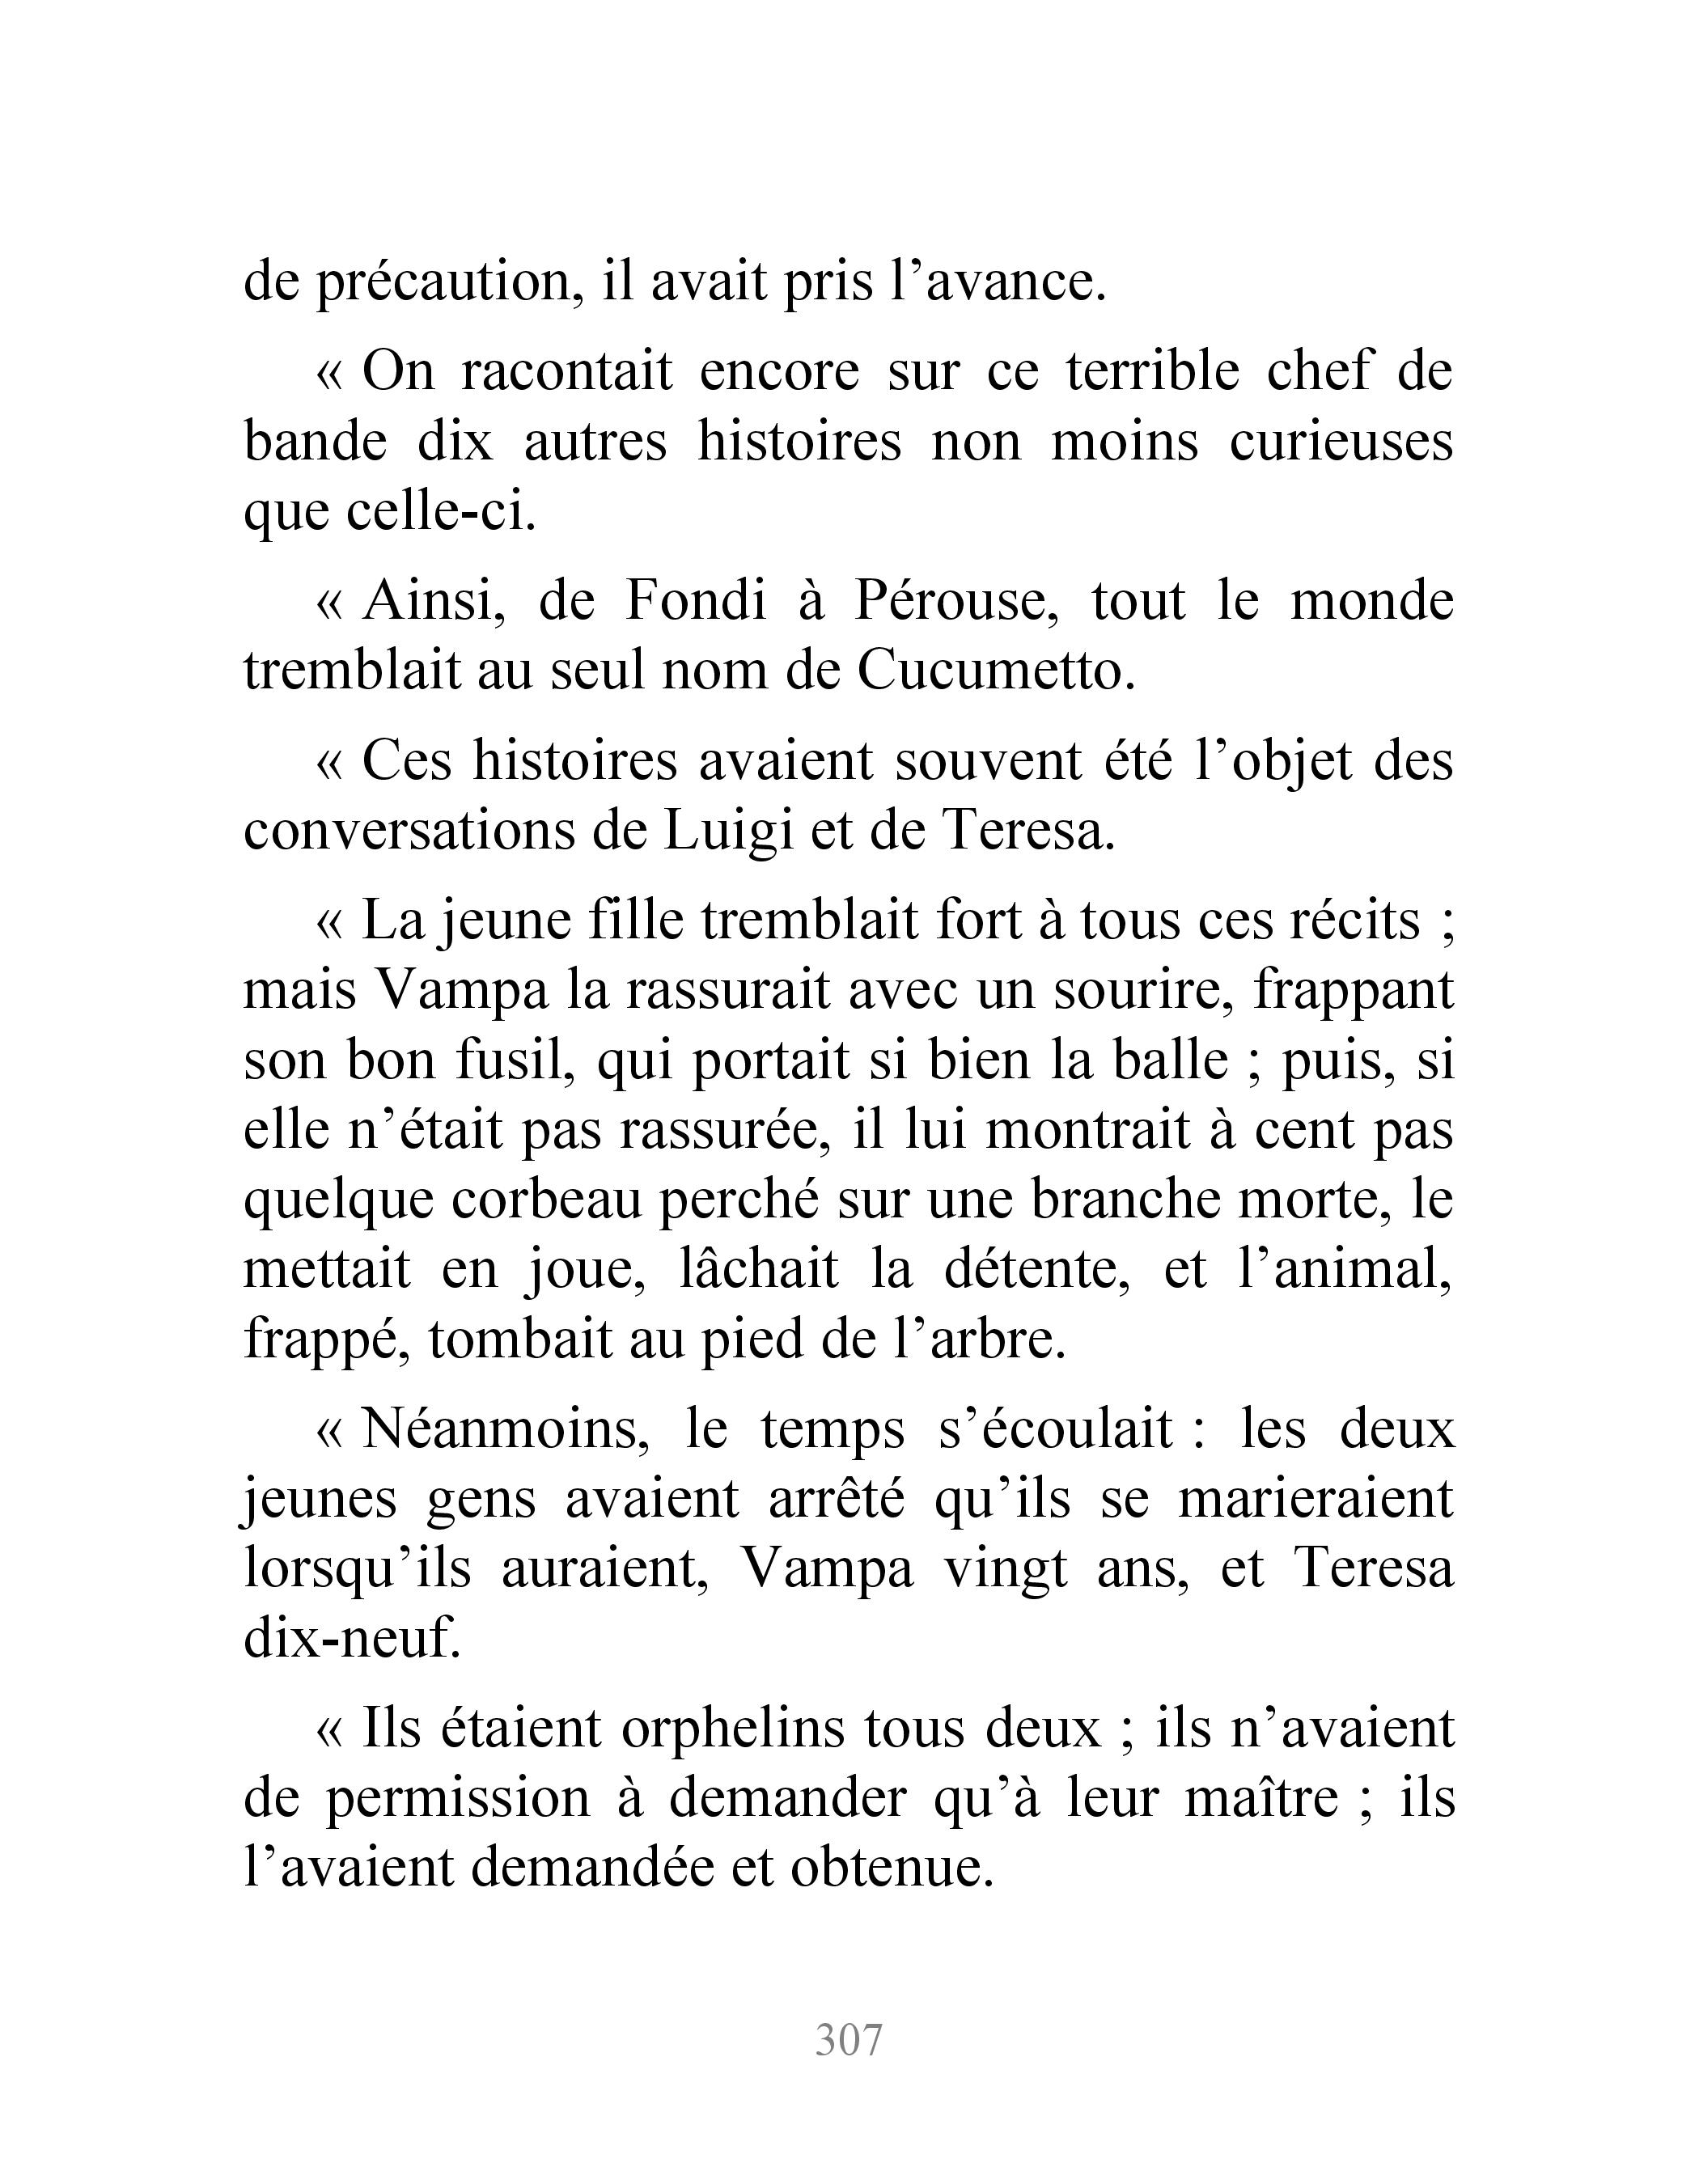 de précaution, il avait pris l’avance.
« On racontait encore sur ce terrible chef de
bande dix autres histoires non moins curieuses
que celle-ci.
« Ainsi, de Fondi à Pérouse, tout le monde
tremblait au seul nom de Cucumetto.
« Ces histoires avaient souvent été l’objet des
conversations de Luigi et de Teresa.
« La jeune fille tremblait fort à tous ces récits ;
mais Vampa la rassurait avec un sourire, frappant
son bon fusil, qui portait si bien la balle ; puis, si
elle n’était pas rassurée, il lui montrait à cent pas
quelque corbeau perché sur une branche morte, le
mettait en joue, lâchait la détente, et l’animal,
frappé, tombait au pied de l’arbre.
« Néanmoins, le temps s’écoulait : les deux
jeunes gens avaient arrêté qu’ils se marieraient
lorsqu’ils auraient, Vampa vingt ans, et Teresa
dix-neuf.
« Ils étaient orphelins tous deux ; ils n’avaient
de permission à demander qu’à leur maître ; ils
l’avaient demandée et obtenue.
307